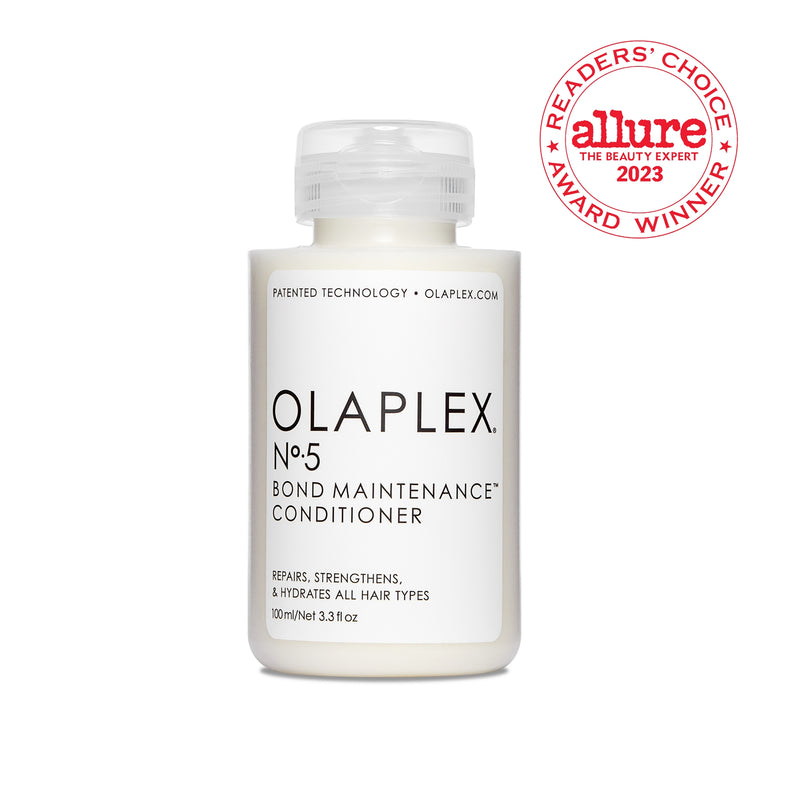 PATENTED TECHNOLOGY • OLAPLEX.COM
OLAPLEX®
Nº.5
BOND MAINTENANCE™
CONDITIONER
REPAIRS, STRENGTHENS,
& HYDRATES ALL HAIR TYPES
100 ml/Net 3.3 fl oz
READERS' CHOICE
allure
THE BEAUTY EXPERT
2023
AWARD WINNER